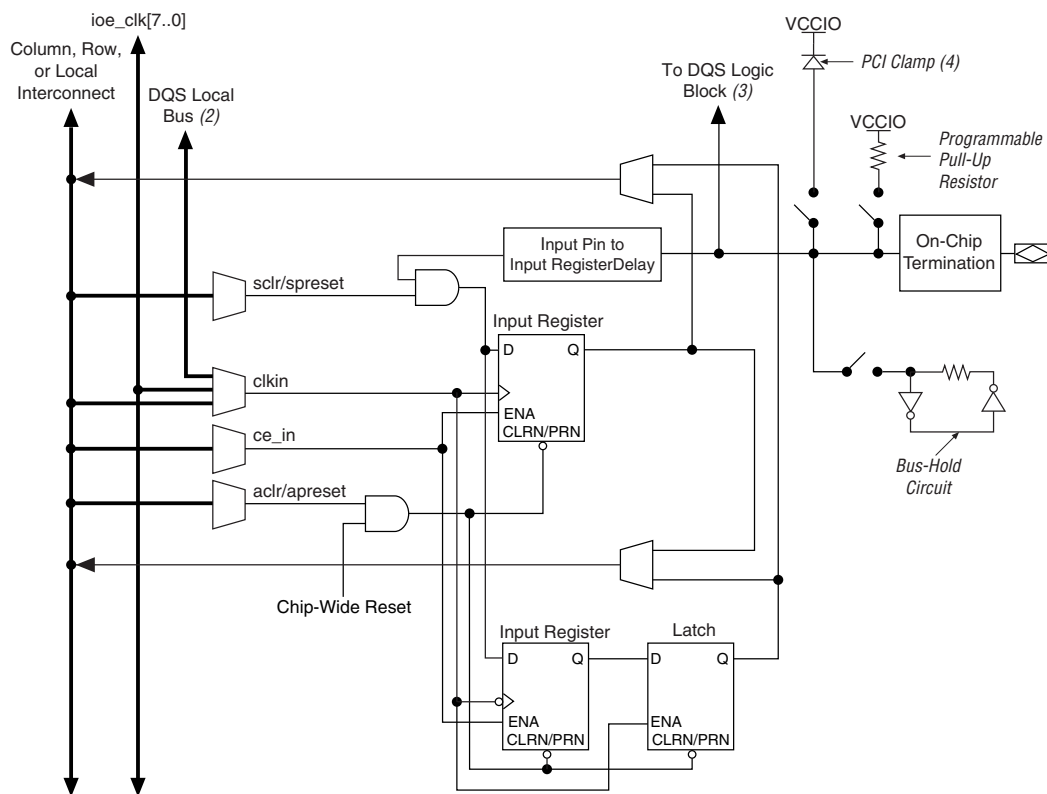 ioe_clk[7..0]
Column, Row,
or Local
Interconnect
DQS Local
Bus (2)
To DQS Logic
Block (3)
VCCIO
PCI Clamp (4)
VCCIO
Programmable
Pull-Up
Resistor
Input Pin to
Input RegisterDelay
On-Chip
Termination
sclr/spreset
Input Register
D
Q
clkin
ENA
CLRN/PRN
ce_in
Bus-Hold
Circuit
aclr/apreset
Chip-Wide Reset
Input Register
Latch
D
Q
D
Q
ENA
CLRN/PRN
ENA
CLRN/PRN